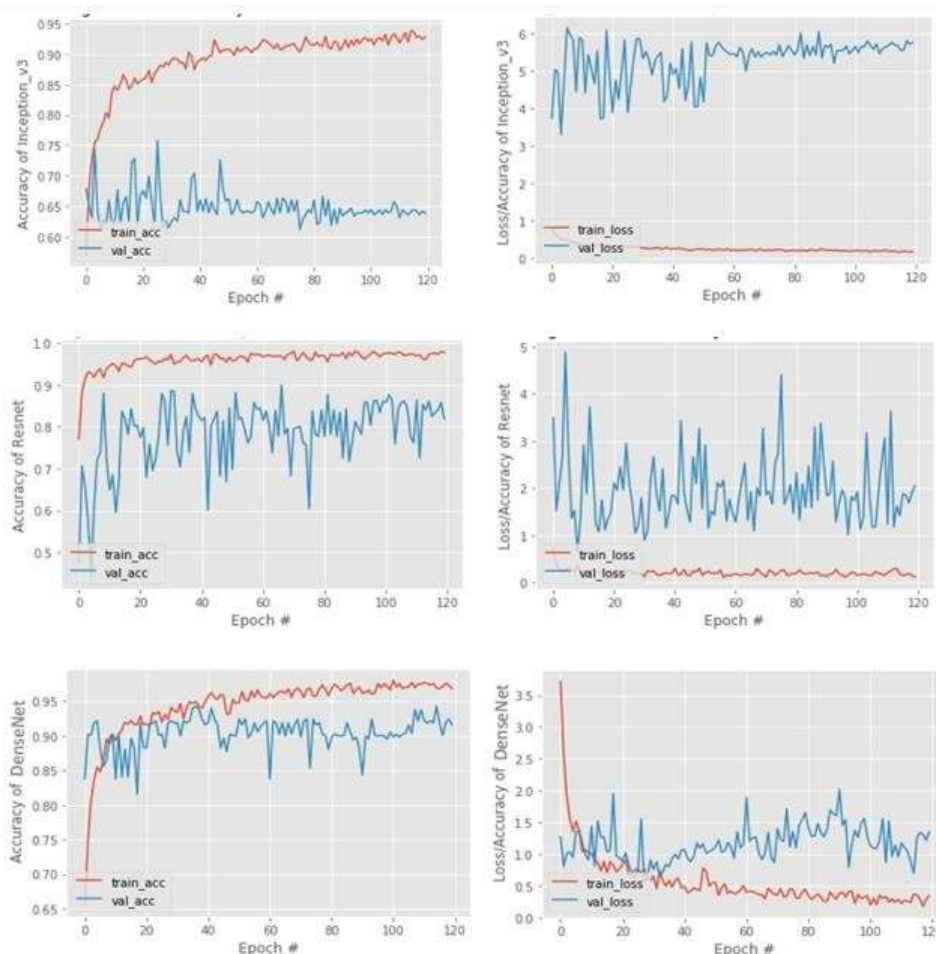 Accuracy of Inception_v3
0.95
0.90
0.85
0.80
0.75
0.70
0.65
0.60
train_acc
val_acc
0 20 40 60 80 100 120
Epoch #
Loss/Accuracy of Inception_v3
6
5
4
3
2
1
0
train_loss
val_loss
0 20 40 60 80 100 120
Epoch #
Accuracy of Resnet
1.0
0.9
0.8
0.7
0.6
0.5
train_acc
val_acc
0 20 40 60 80 100 120
Epoch #
Loss/Accuracy of Resnet
5
4
3
2
1
0
train_loss
val_loss
0 20 40 60 80 100 120
Epoch #
Accuracy of DenseNet
0.95
0.90
0.85
0.80
0.75
0.70
0.65
train_acc
val_acc
0 20 40 60 80 100 120
Epoch #
Loss/Accuracy of DenseNet
3.5
3.0
2.5
2.0
1.5
1.0
0.5
0.0
train_loss
val_loss
0 20 40 60 80 100 120
Epoch #